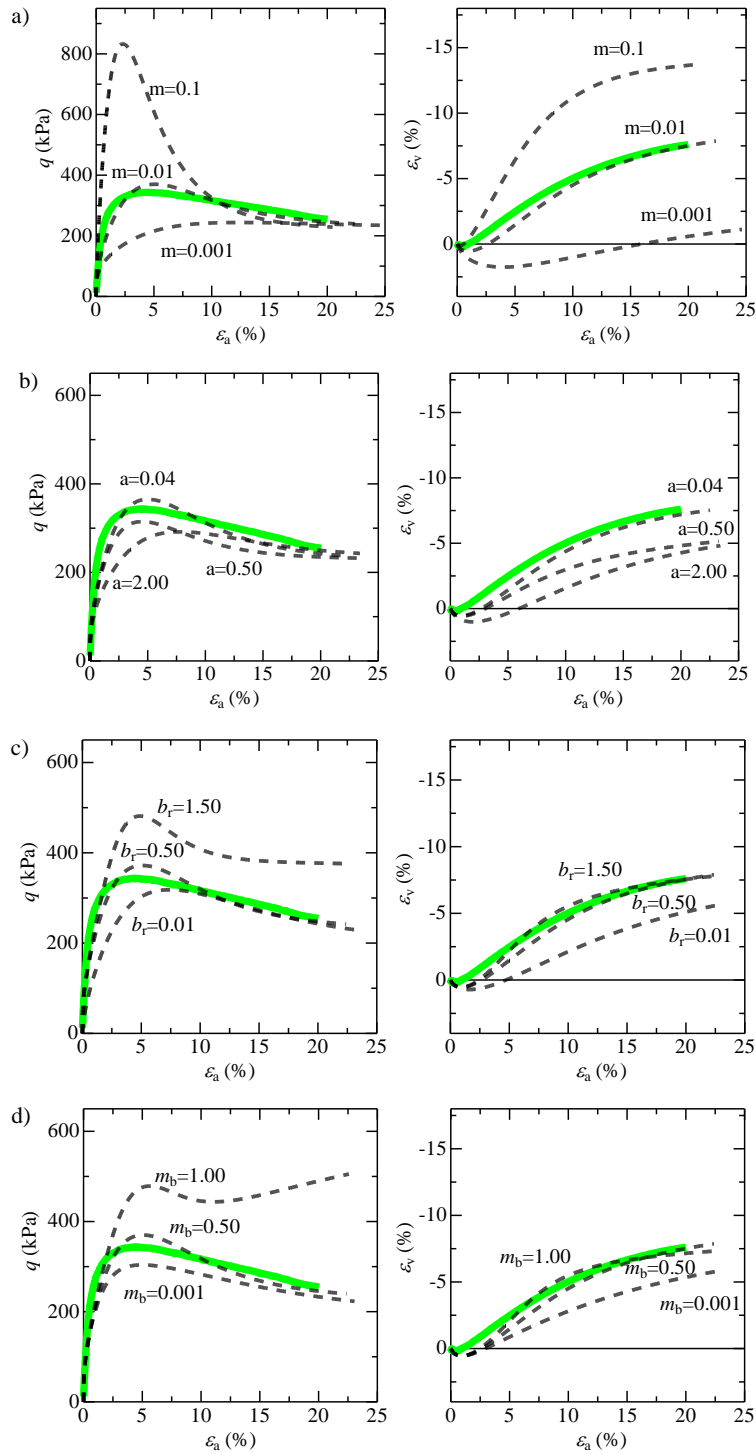 a)
800
600
400
200
0
q (kPa)
m=0.1
m=0.01
m=0.001
0 5 10 15 20 25
εa (%)
-15
-10
-5
0
εv (%)
m=0.1
m=0.01
m=0.001
0 5 10 15 20 25
εa (%)
b)
600
400
200
0
q (kPa)
a=0.04
a=2.00
a=0.50
0 5 10 15 20 25
εa (%)
-15
-10
-5
0
εv (%)
a=0.04
a=0.50
a=2.00
0 5 10 15 20 25
εa (%)
c)
600
400
200
0
q (kPa)
br=1.50
br=0.50
br=0.01
0 5 10 15 20 25
εa (%)
-15
-10
-5
0
εv (%)
br=1.50
br=0.50
br=0.01
0 5 10 15 20 25
εa (%)
d)
600
400
200
0
q (kPa)
mb=1.00
mb=0.50
mb=0.001
0 5 10 15 20 25
εa (%)
-15
-10
-5
0
εv (%)
mb=1.00
mb=0.50
mb=0.001
0 5 10 15 20 25
εa (%)